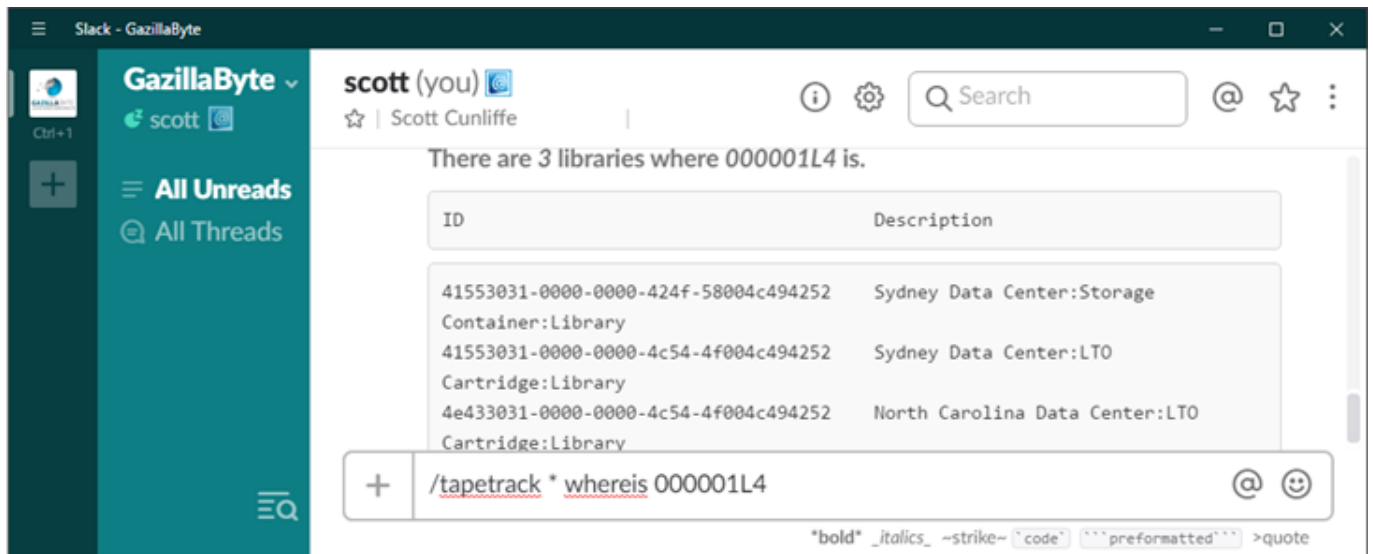 Slack - GazillaByte
Ctrl+1
GazillaByte
scott
All Unreads
All Threads
scott (you)
Scott Cunliffe
Search
There are 3 libraries where 000001L4 is.
ID Description
41553031-0000-0000-424f-58004c494252 Sydney Data Center:Storage
Container:Library
41553031-0000-0000-4c54-4f004c494252 Sydney Data Center:LTO
Cartridge:Library
4e433031-0000-0000-4c54-4f004c494252 North Carolina Data Center:LTO
Cartridge:Library
/tapetrack * whereis 000001L4
*bold* _italics_ ~strike~ `code` ```preformatted``` >quote